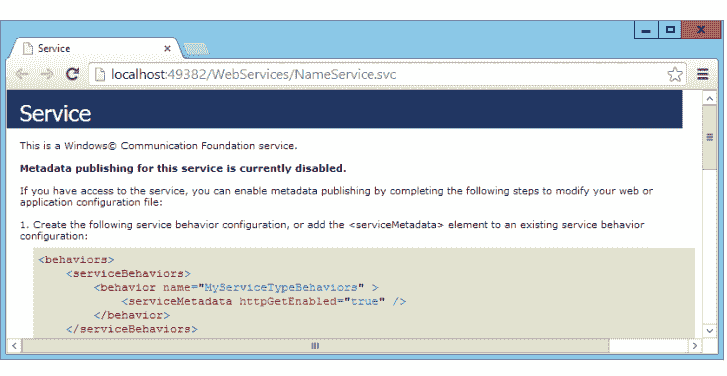 Service
localhost:49382/WebServices/NameService.svc
Service
This is a Windows© Communication Foundation service.
Metadata publishing for this service is currently disabled.
If you have access to the service, you can enable metadata publishing by completing the following steps to modify your web or
application configuration file:
1. Create the following service behavior configuration, or add the <serviceMetadata> element to an existing service behavior
configuration:
<behaviors>
<serviceBehaviors>
<behavior name="MyServiceTypeBehaviors" >
<serviceMetadata httpGetEnabled="true" />
</behavior>
</serviceBehaviors>